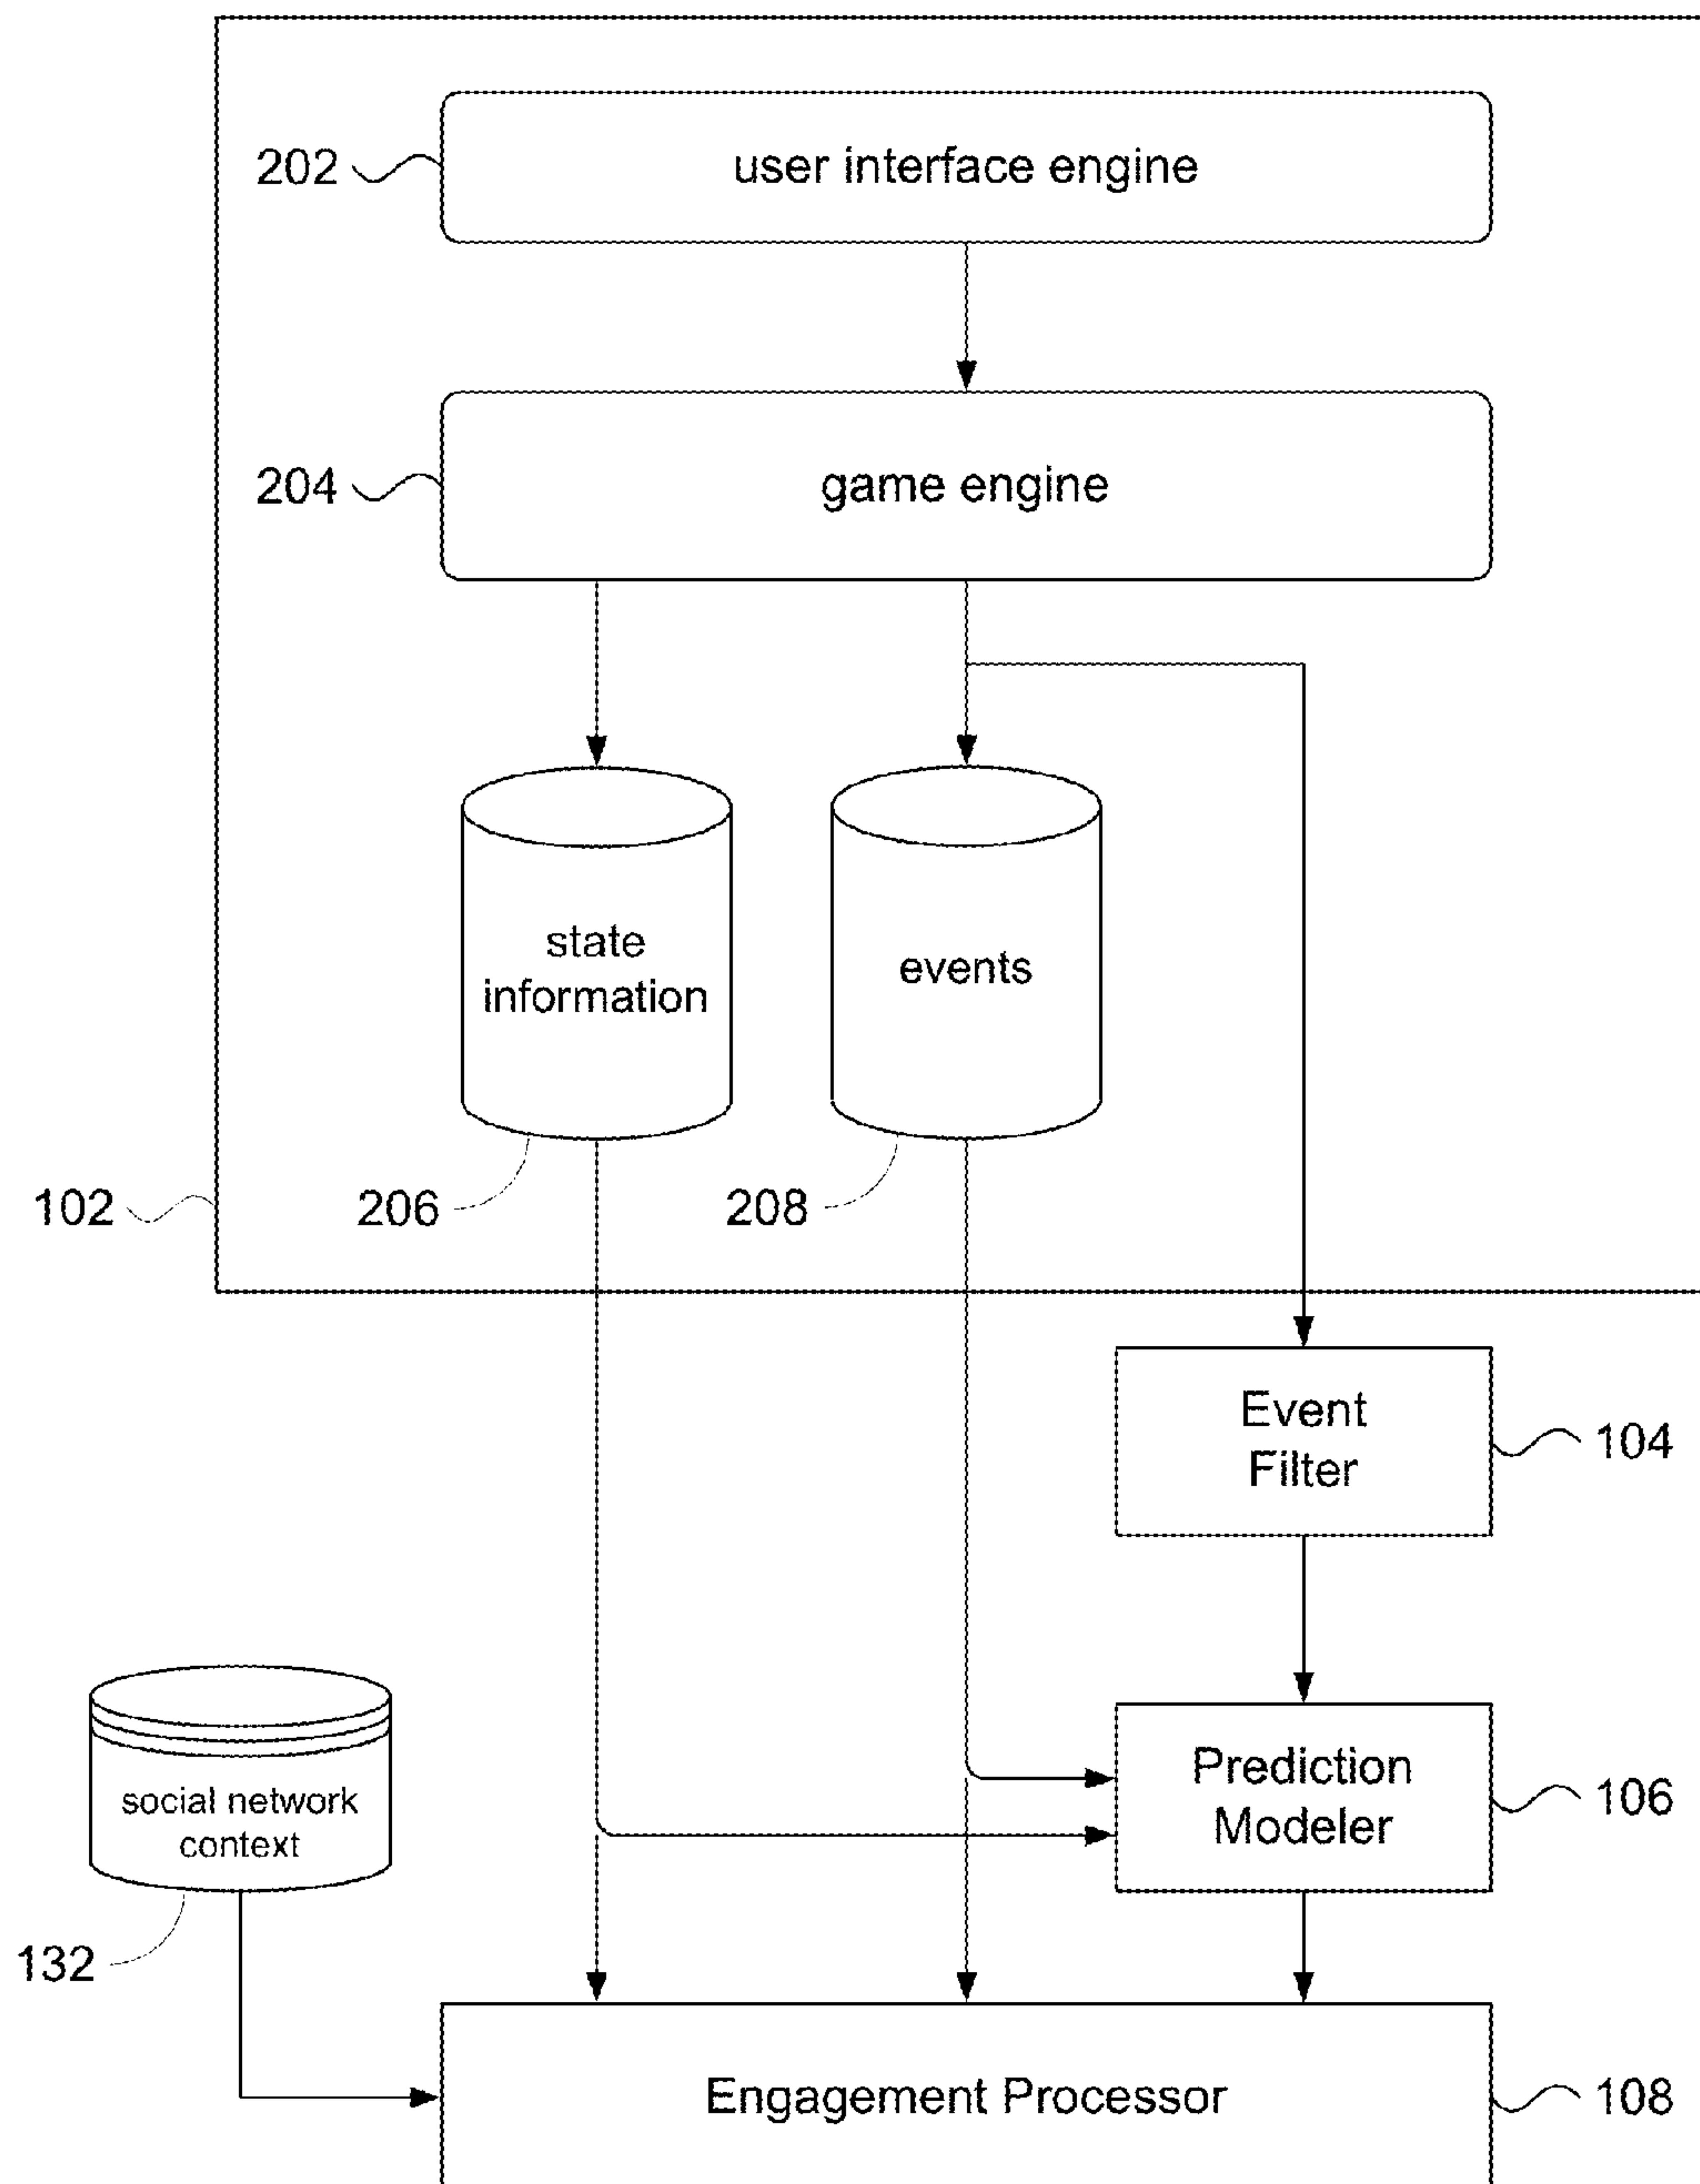 202
user interface engine
204
game engine
state
information
events
102
206
208
Event
Filter
104
social network
context
Prediction
Modeler
106
132
Engagement Processor
108